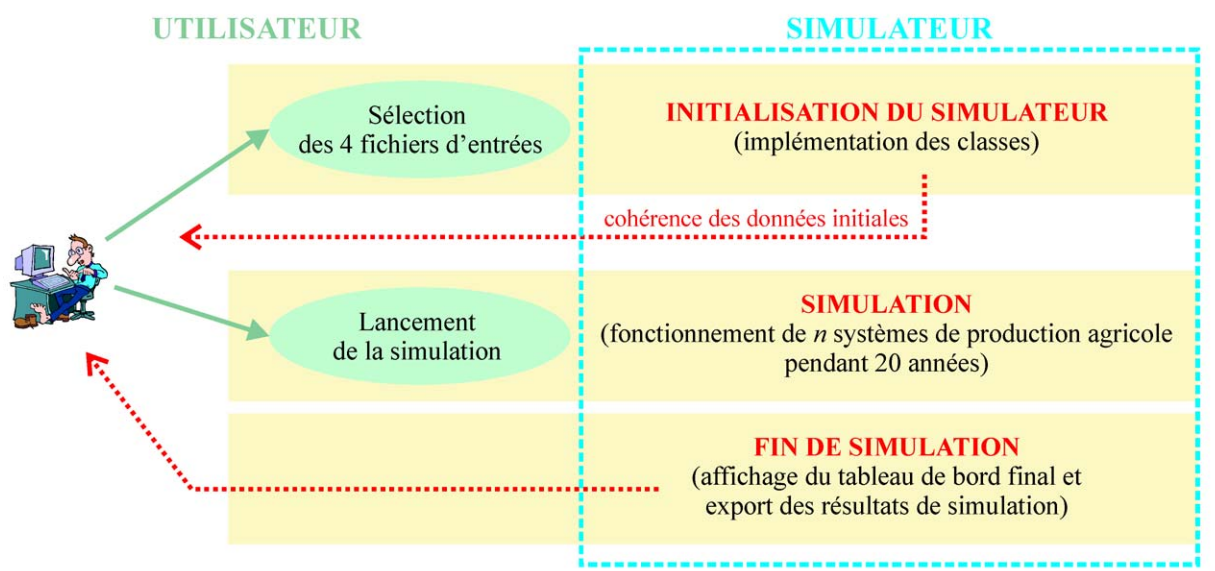 UTILISATEUR
SIMULATEUR
Sélection
des 4 fichiers d’entrées
INITIALISATION DU SIMULATEUR
(implémentation des classes)
cohérence des données initiales
Lancement
de la simulation
SIMULATION
(fonctionnement de n systèmes de production agricole
pendant 20 années)
FIN DE SIMULATION
(affichage du tableau de bord final et
export des résultats de simulation)